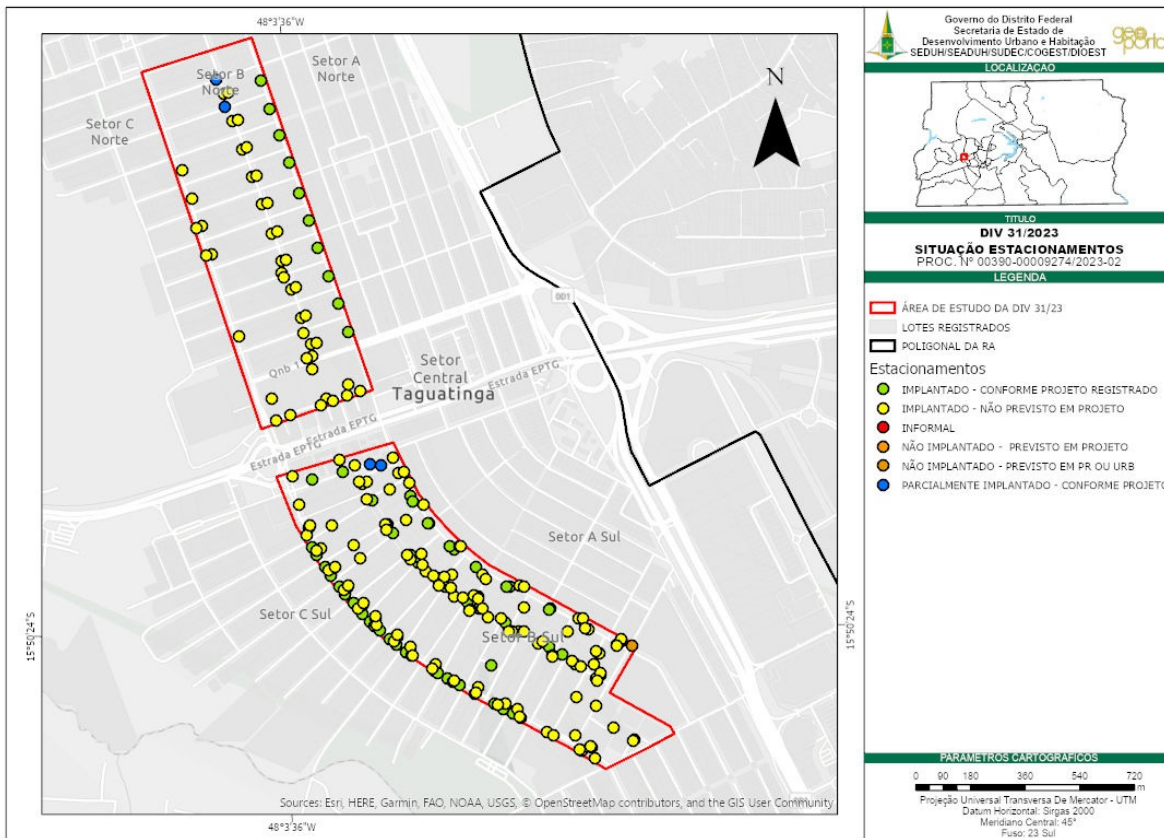 48°3'36"W
Setor A
Norte
Setor B
Norte
Setor C
Norte
N
001
Qnb 1
Setor
Central
Taguatinga
Estrada EPTG
Estrada EPTG
Estrada EPTG
Setor A Sul
Setor C Sul
Setor B Sul
15°50'24"S
15°50'24"S
Sources: Esri, HERE, Garmin, FAO, NOAA, USGS, © OpenStreetMap contributors, and the GIS User Community
48°3'36"W
Governo do Distrito Federal
Secretaria de Estado de
Desenvolvimento Urbano e Habitação
SEDUH/SEADUH/SUDEC/COGEST/DIOEST
geo
portal
LOCALIZAÇÃO
TITULO
DIV 31/2023
SITUAÇÃO ESTACIONAMENTOS
PROC. Nº 00390-00009274/2023-02
LEGENDA
ÁREA DE ESTUDO DA DIV 31/23
LOTES REGISTRADOS
POLIGONAL DA RA
Estacionamentos
IMPLANTADO - CONFORME PROJETO REGISTRADO
IMPLANTADO - NÃO PREVISTO EM PROJETO
INFORMAL
NÃO IMPLANTADO - PREVISTO EM PROJETO
NÃO IMPLANTADO - PREVISTO EM PR OU URB
PARCIALMENTE IMPLANTADO - CONFORME PROJETO
PARAMETROS CARTOGRAFICOS
0 90 180 360 540 720
m
Projeção Universal Transversa De Mercator - UTM
Datum Horizontal: Sirgas 2000
Meridiano Central: 45°
Fuso: 23 Sul